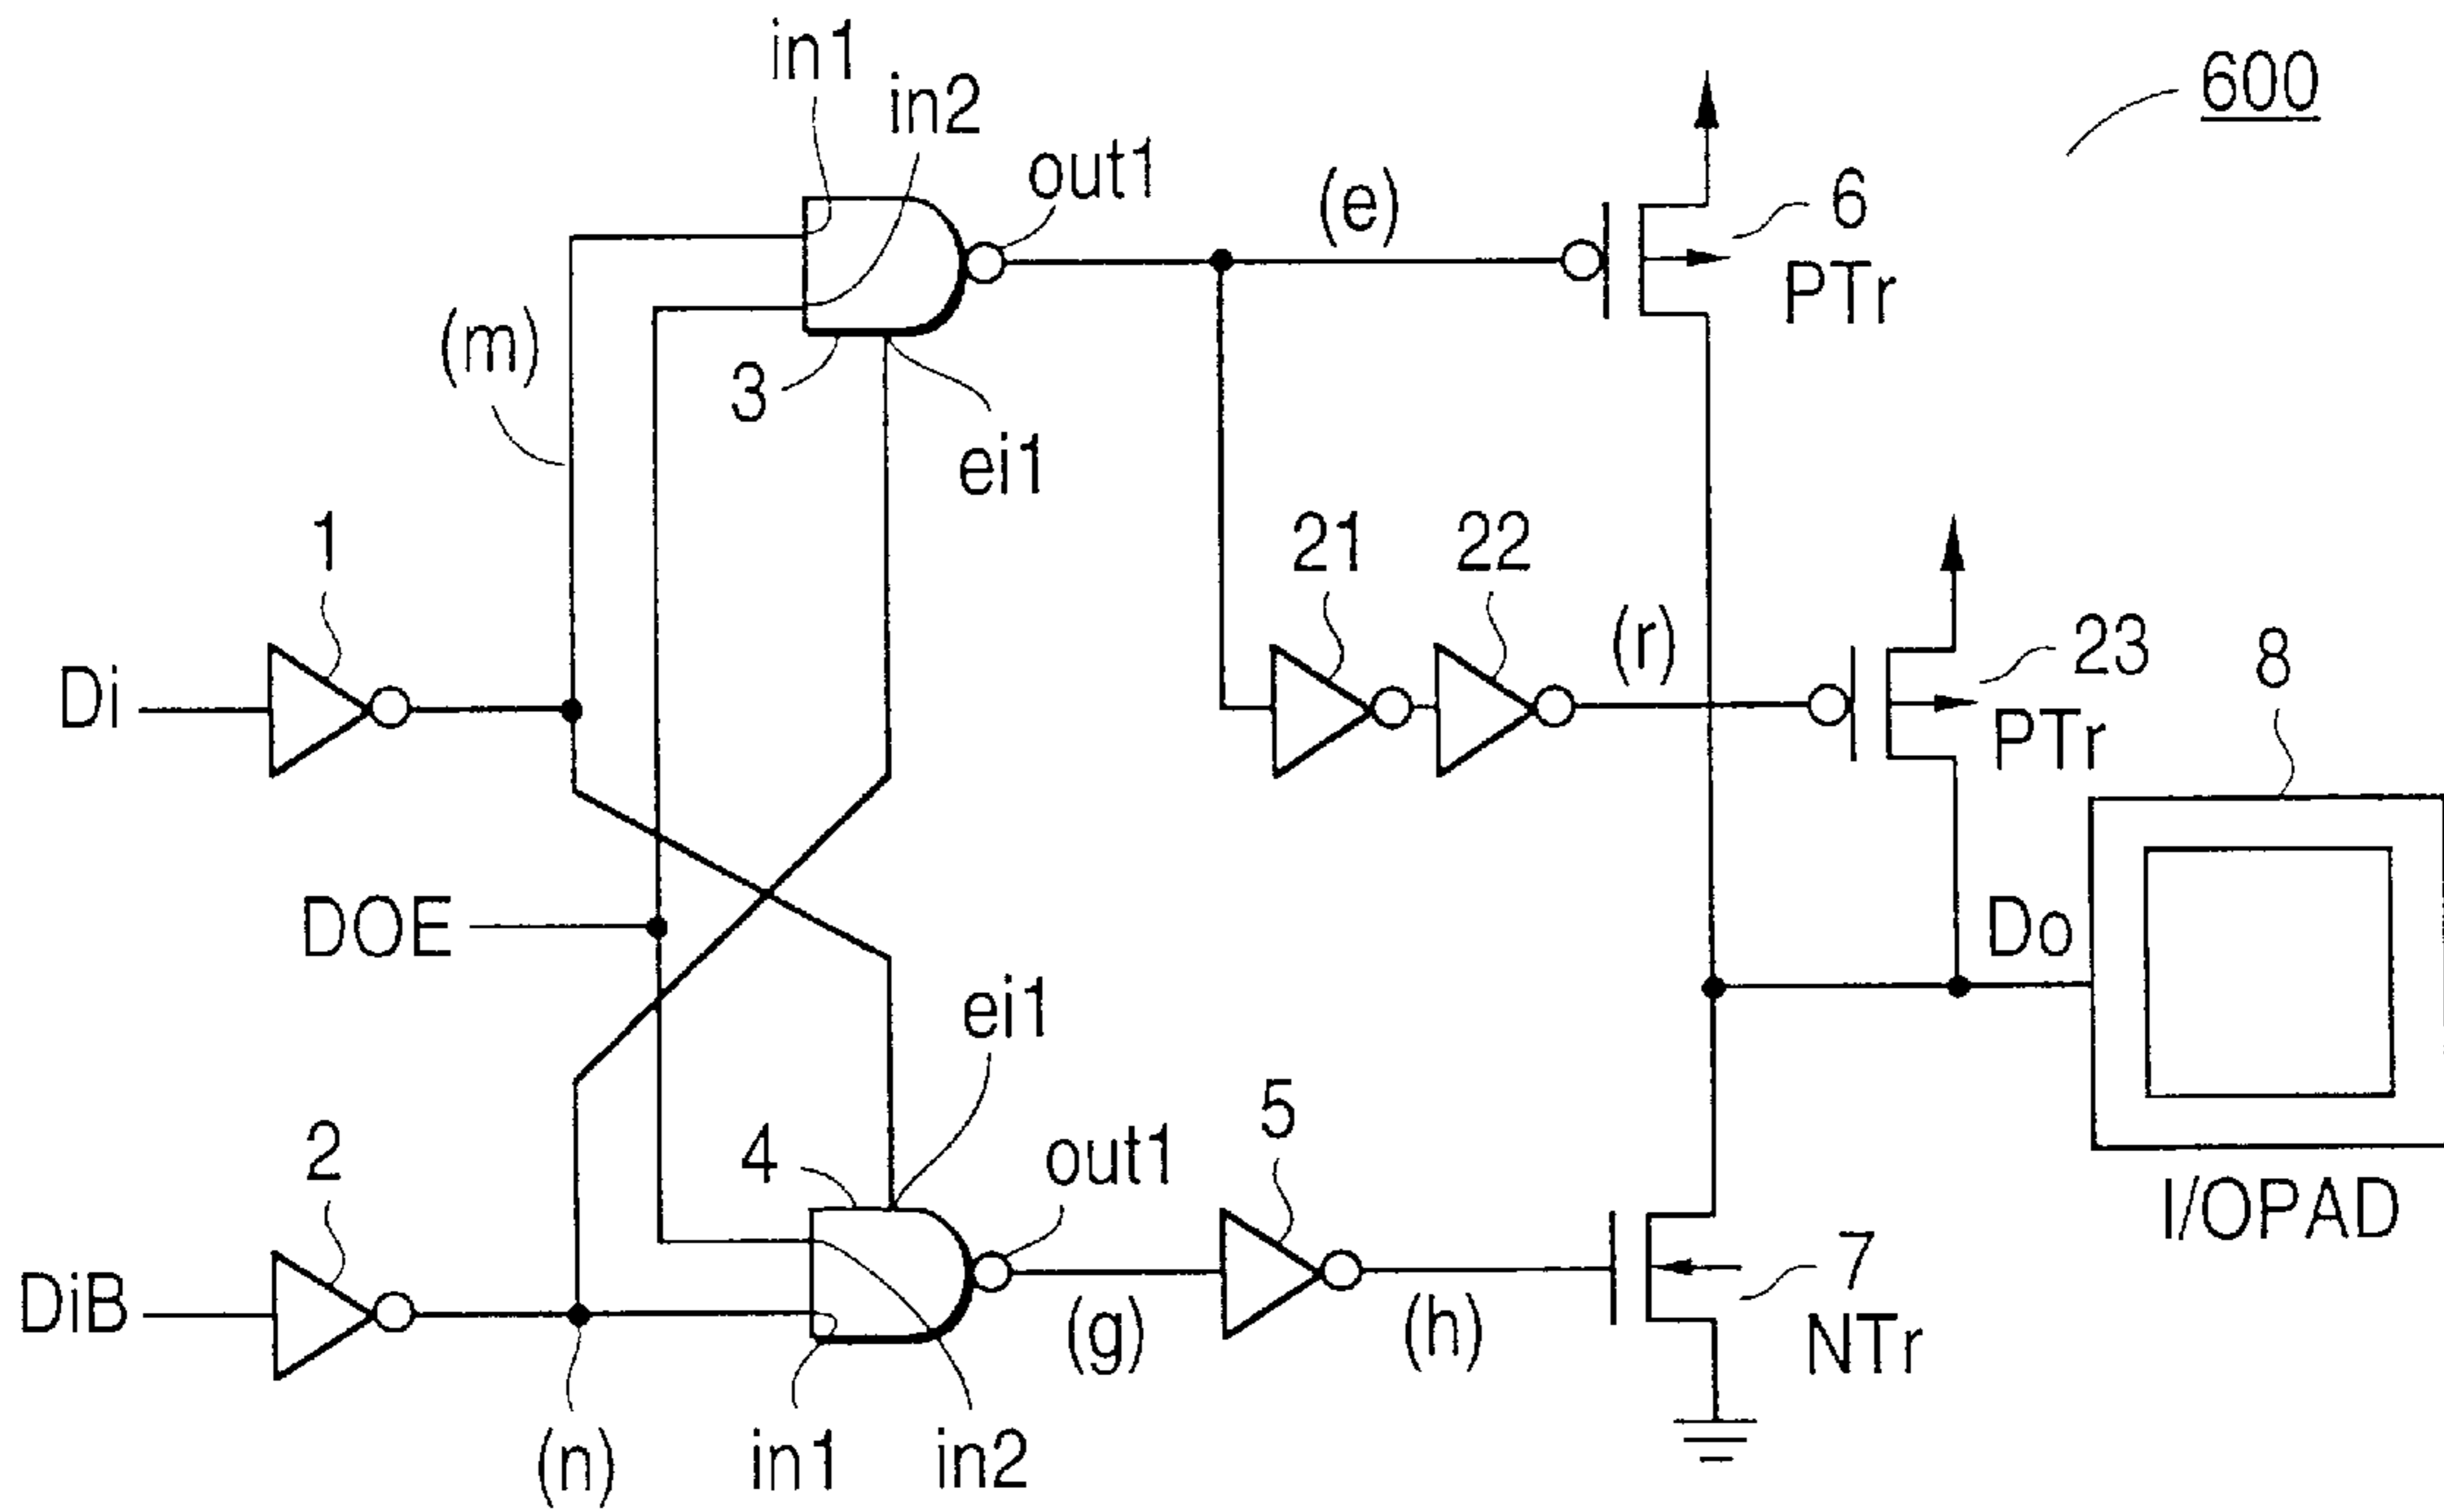 in1
in2
out1
600
(e)
6
PTr
(m)
3
ei1
1
21
22
(r)
23
8
Di
PTr
DOE
Do
ei1
2
4
out1
5
I/OPAD
DiB
7
(g)
(h)
NTr
(n)
in1
in2